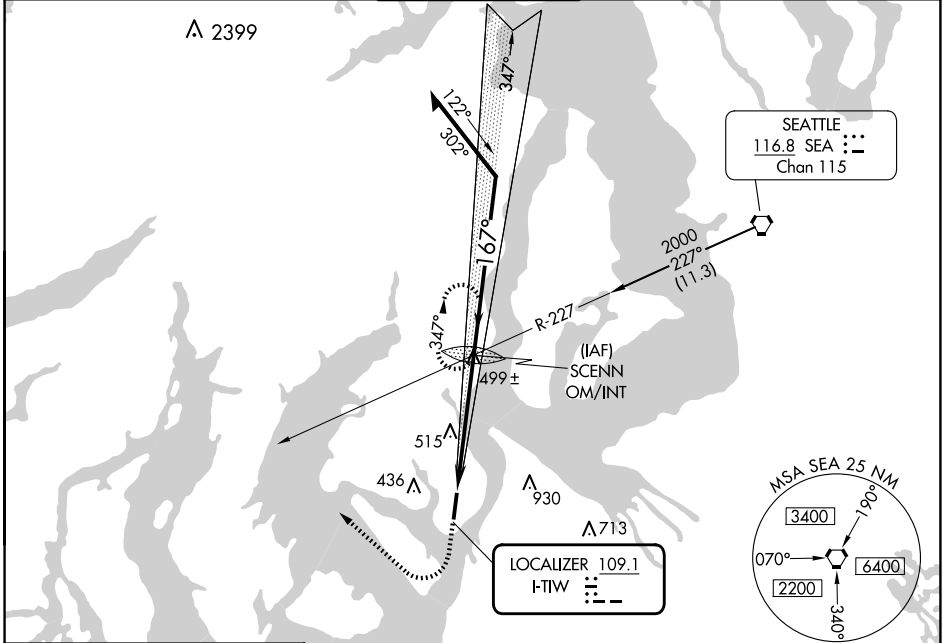 2399
347°
122°
302°
SEATTLE
116.8 SEA
Chan 115
167°
2000
227°
(11.3)
R-227
347°
(IAF)
SCENN
OM/INT
499 ±
515
436
930
713
LOCALIZER 109.1
I-TIW
MSA SEA 25 NM
3400
190°
070°
6400
2200
340°